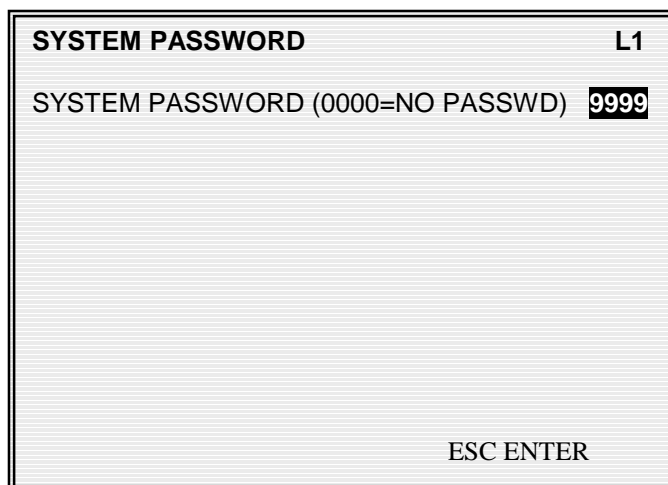 SYSTEM PASSWORD L1
SYSTEM PASSWORD (0000=NO PASSWD) 9999
ESC ENTER